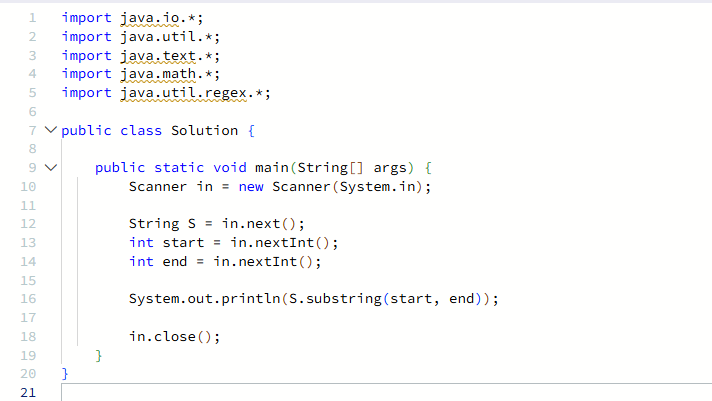 1 import java.io.*;
2 import java.util.*;
3 import java.text.*;
4 import java.math.*;
5 import java.util.regex.*;
6
7 public class Solution {
8
9     public static void main(String[] args) {
10         Scanner in = new Scanner(System.in);
11
12         String S = in.next();
13         int start = in.nextInt();
14         int end = in.nextInt();
15
16         System.out.println(S.substring(start, end));
17
18         in.close();
19     }
20 }
21